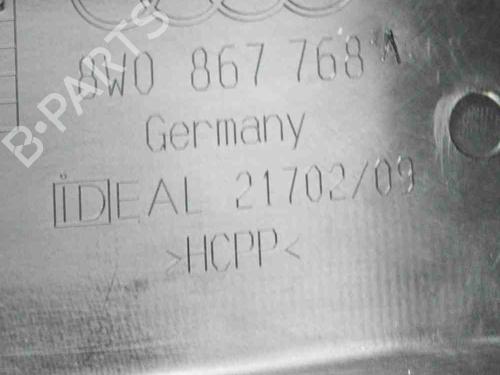 8W0 867 768 A
Germany
IDEAL 21702/09
>HCPP<
B-PARTS